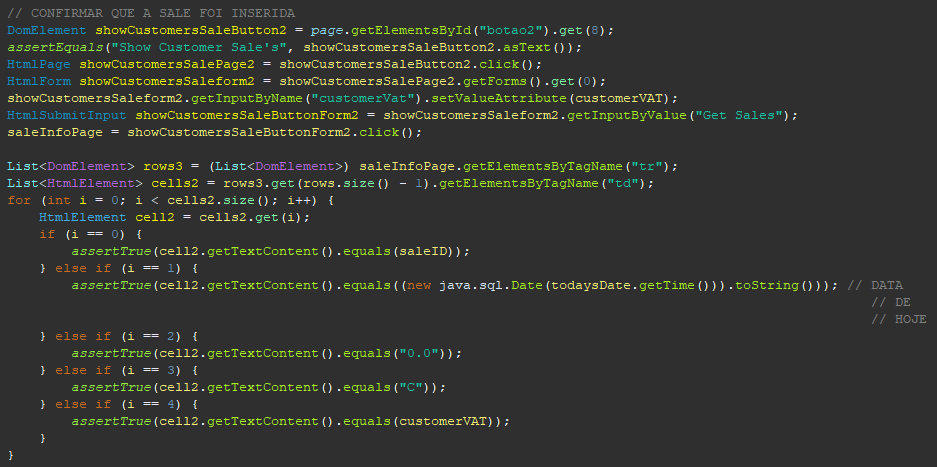 // CONFIRMAR QUE A SALE FOI INSERIDA
DomElement showCustomersSaleButton2 = page.getElementsById("botao2").get(8);
assertEquals("Show Customer Sale's", showCustomersSaleButton2.asText());
HtmlPage showCustomersSalePage2 = showCustomersSaleButton2.click();
HtmlForm showCustomersSaleform2 = showCustomersSalePage2.getForms().get(0);
showCustomersSaleform2.getInputByName("customerVat").setValueAttribute(customerVAT);
HtmlSubmitInput showCustomersSaleButtonForm2 = showCustomersSaleform2.getInputByValue("Get Sales");
saleInfoPage = showCustomersSaleButtonForm2.click();

List<DomElement> rows3 = (List<DomElement>) saleInfoPage.getElementsByTagName("tr");
List<HtmlElement> cells2 = rows3.get(rows.size() - 1).getElementsByTagName("td");
for (int i = 0; i < cells2.size(); i++) {
    HtmlElement cell2 = cells2.get(i);
    if (i == 0) {
        assertTrue(cell2.getTextContent().equals(saleID));
    } else if (i == 1) {
        assertTrue(cell2.getTextContent().equals((new java.sql.Date(todaysDate.getTime())).toString())); // DATA
                                                                                                            // DE
                                                                                                            // HOJE
    } else if (i == 2) {
        assertTrue(cell2.getTextContent().equals("0.0"));
    } else if (i == 3) {
        assertTrue(cell2.getTextContent().equals("C"));
    } else if (i == 4) {
        assertTrue(cell2.getTextContent().equals(customerVAT));
    }
}